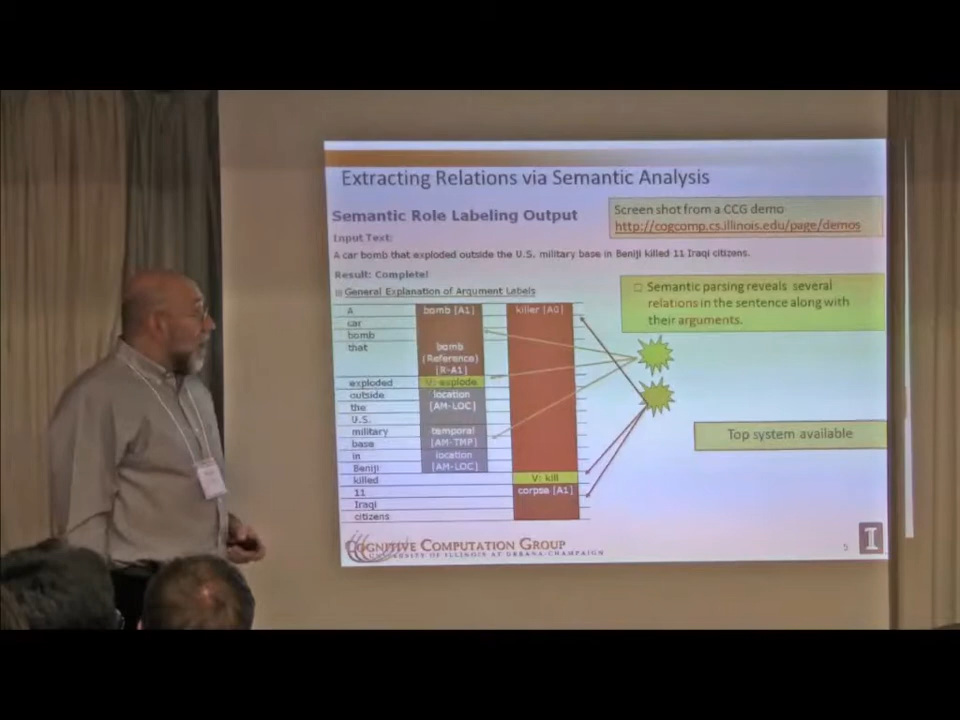 Extracting Relations via Semantic Analysis
Semantic Role Labeling Output
Screen shot from a CCG demo
http://cogcomp.cs.illinois.edu/page/demos
Input Text:
A car bomb that exploded outside the U.S. military base in Beniji killed 11 Iraqi citizens.
Result: Complete!
General Explanation of Argument Labels
Semantic parsing reveals several
relations in the sentence along with
their arguments.
A bomb [A1] killer [A0]
car
bomb
that bomb
(Reference)
[R-A1]
exploded V: explode
outside location
the [AM-LOC]
U.S.
military temporal
base [AM-TMP]
in location
Beniji [AM-LOC]
killed V: kill
11 corpse [A1]
Iraqi
citizens
Top system available
COGNITIVE COMPUTATION GROUP
UNIVERSITY OF ILLINOIS AT URBANA-CHAMPAIGN
5
I